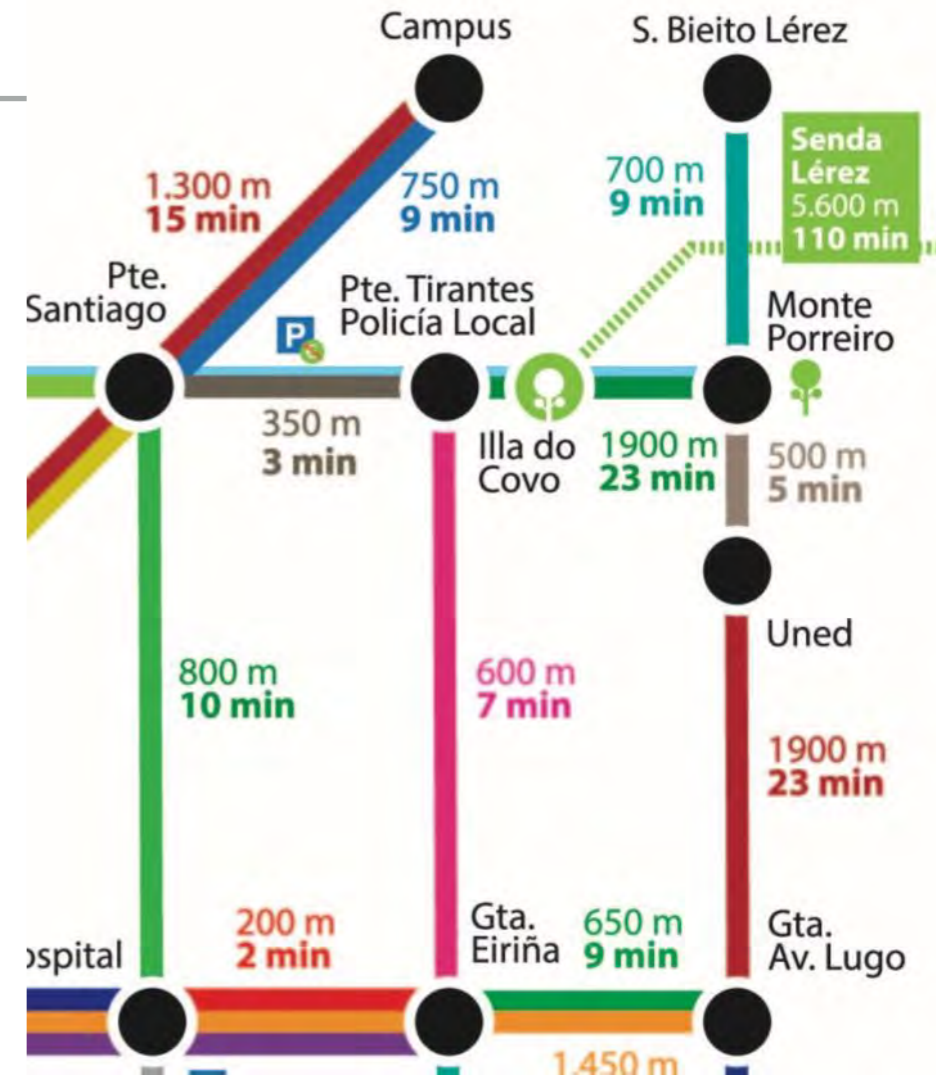 Campus
S. Bieito Lérez
1.300 m
15 min
750 m
9 min
700 m
9 min
Senda
Lérez
5.600 m
110 min
Pte.
Santiago
P
Pte. Tirantes
Policía Local
Monte
Porreiro
350 m
3 min
Illa do
Covo
1900 m
23 min
500 m
5 min
Uned
800 m
10 min
600 m
7 min
1900 m
23 min
ospital
200 m
2 min
Gta.
Eiriña
650 m
9 min
Gta.
Av. Lugo
1.450 m